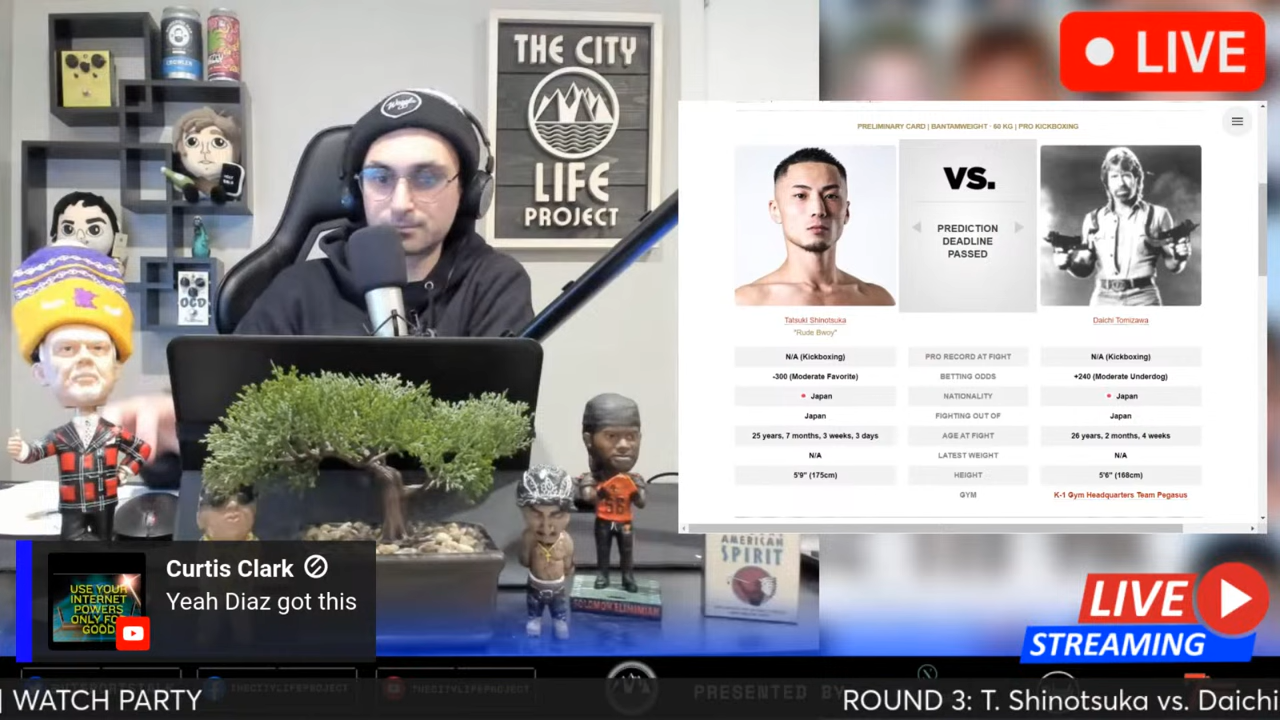 LIVE
THE CITY
LIFE
PROJECT
PRELIMINARY CARD | BANTAMWEIGHT · 60 KG | PRO KICKBOXING
VS.
PREDICTION
DEADLINE
PASSED
Tatsuki Shinotsuka
"Rude Bwoy"
Daichi Tomizawa
N/A (Kickboxing) PRO RECORD AT FIGHT N/A (Kickboxing)
-300 (Moderate Favorite) BETTING ODDS +240 (Moderate Underdog)
Japan NATIONALITY Japan
Japan FIGHTING OUT OF Japan
25 years, 7 months, 3 weeks, 3 days AGE AT FIGHT 26 years, 2 months, 4 weeks
N/A LATEST WEIGHT N/A
5'9" (175cm) HEIGHT 5'6" (168cm)
GYM K-1 Gym Headquarters Team Pegasus
OCD
AMERICAN
SPIRIT
SOLOMON ELIMIMIAN
USE YOUR
INTERNET
POWERS
ONLY FOR
GOOD
Curtis Clark
Yeah Diaz got this
LIVE
STREAMING
THECITYLIFEPROJECT
THECITYLIFEPROJECT
PRESENTED BY
| WATCH PARTY
ROUND 3: T. Shinotsuka vs. Daichi